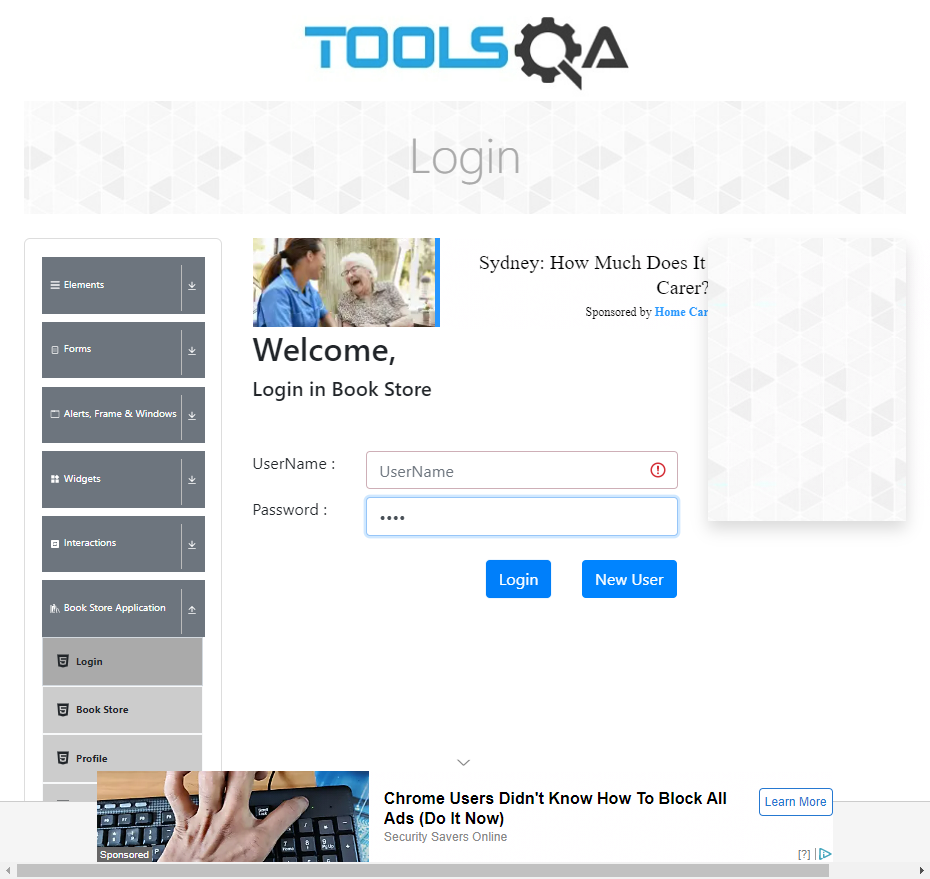 TOOLSQA
Login
Elements
Forms
Alerts, Frame & Windows
Widgets
Interactions
Book Store Application
Login
Book Store
Profile
Sydney: How Much Does It
Carer?
Sponsored by Home Car
Welcome,
Login in Book Store
UserName :
UserName
Password :
••••
Login
New User
Sponsored
Chrome Users Didn't Know How To Block All
Ads (Do It Now)
Security Savers Online
Learn More
[?]